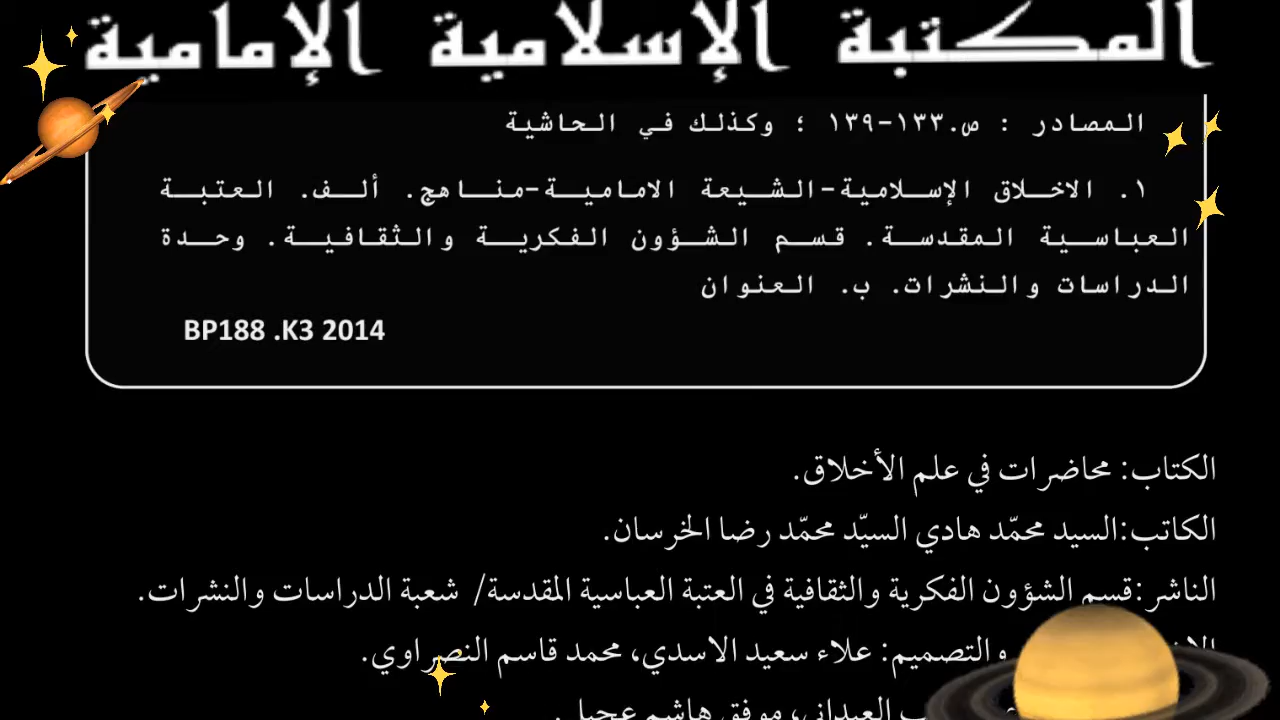 المكتبة الإسلامية الإمامية
المصادر : ص.١٣٣-١٣٩ ؛ وكذلك في الحاشية
١. الاخلاق الإسلامية-الشيعة الامامية-مناهج. ألف. العتبة
العباسية المقدسة. قسم الشؤون الفكرية والثقافية. وحدة
الدراسات والنشرات. ب. العنوان
BP188 .K3 2014
الكتاب: محاضرات في علم الأخلاق.
الكاتب:السيد محمّد هادي السيّد محمّد رضا الخرسان.
الناشر:قسم الشؤون الفكرية والثقافية في العتبة العباسية المقدسة/ شعبة الدراسات والنشرات.
والتصميم: علاء سعيد الاسدي، محمد قاسم النصراوي.
العبداني، موفق هاشم عجيل.